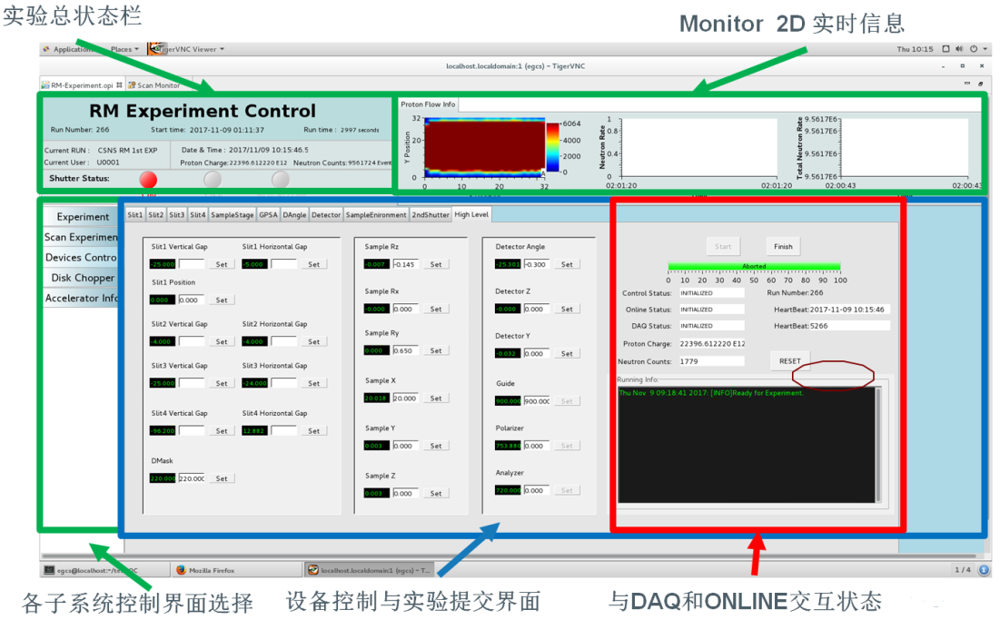 实验总状态栏
Monitor 2D 实时信息
Applications Places TigerVNC Viewer Thu 10:15
localhost.localdomain:1 (egcs) - TigerVNC
RM-Experiment.opi Scan Monitor
RM Experiment Control
Run Number: 266 Start time: 2017-11-09 01:11:37 Run time : 2997 seconds
Current RUN : CSNS RM 1st EXP Date & Time : 2017/11/09 10:15:46.5
Current User : U0001 Proton Charge: 22396.612220 E12 Neutron Counts: 9561724 Event
Shutter Status:
Proton Flow Info
Y Position
32
20
0
0 10 20 32
6064
4000
2000
0
Neutron Rate
1
0.8
0.4
0
02:01:20 02:01:20
Total Neutron Rate
9.5617E6
9.5617E6
9.5617E6
9.5617E6
02:00:43 02:00:43
Experiment
Scan Experimen
Devices Contro
Disk Chopper
Accelerator Info
Slit1 Slit2 Slit3 Slit4 SampleStage GPSA DAngle Detector SampleEnironment 2ndShutter High Level
Slit1 Vertical Gap Slit1 Horizontal Gap
-25.000 Set -5.000 Set
Slit1 Position
0.000 0.000 Set
Slit2 Vertical Gap Slit2 Horizontal Gap
-4.000 Set -4.000 Set
Slit3 Vertical Gap Slit3 Horizontal Gap
-25.000 Set -24.000 Set
Slit4 Vertical Gap Slit4 Horizontal Gap
-96.200 Set 12.882 Set
DMask
220.000 220.000 Set
Sample Rz
-0.007 -0.145 Set
Sample Rx
-0.000 0.000 Set
Sample Ry
0.000 0.650 Set
Sample X
20.018 20.000 Set
Sample Y
0.003 0.000 Set
Sample Z
0.003 0.000 Set
Detector Angle
-25.301 -0.300 Set
Detector Z
-0.000 0.000 Set
Detector Y
-0.032 0.000 Set
Guide
900.000 900.000 Set
Polarizer
753.880 0.000 Set
Analyzer
720.000 0.000 Set
Start Finish
Aborted
0 10 20 30 40 50 60 70 80 90 100
Control Status: INITIALIZED Run Number: 266
Online Status: INITIALIZED HeartBeat: 2017-11-09 10:15:46
DAQ Status: INITIALIZED HeartBeat: 5266
Proton Charge: 22396.612220 E12
Neutron Counts: 1779 RESET
Running Info:
Thu Nov 9 09:18:41 2017: [INFO]Ready for Experiment.
Mozilla Firefox localhost.localdomain:1 (egcs) - T... 1 / 4
各子系统控制界面选择
设备控制与实验提交界面
与DAQ和ONLINE交互状态